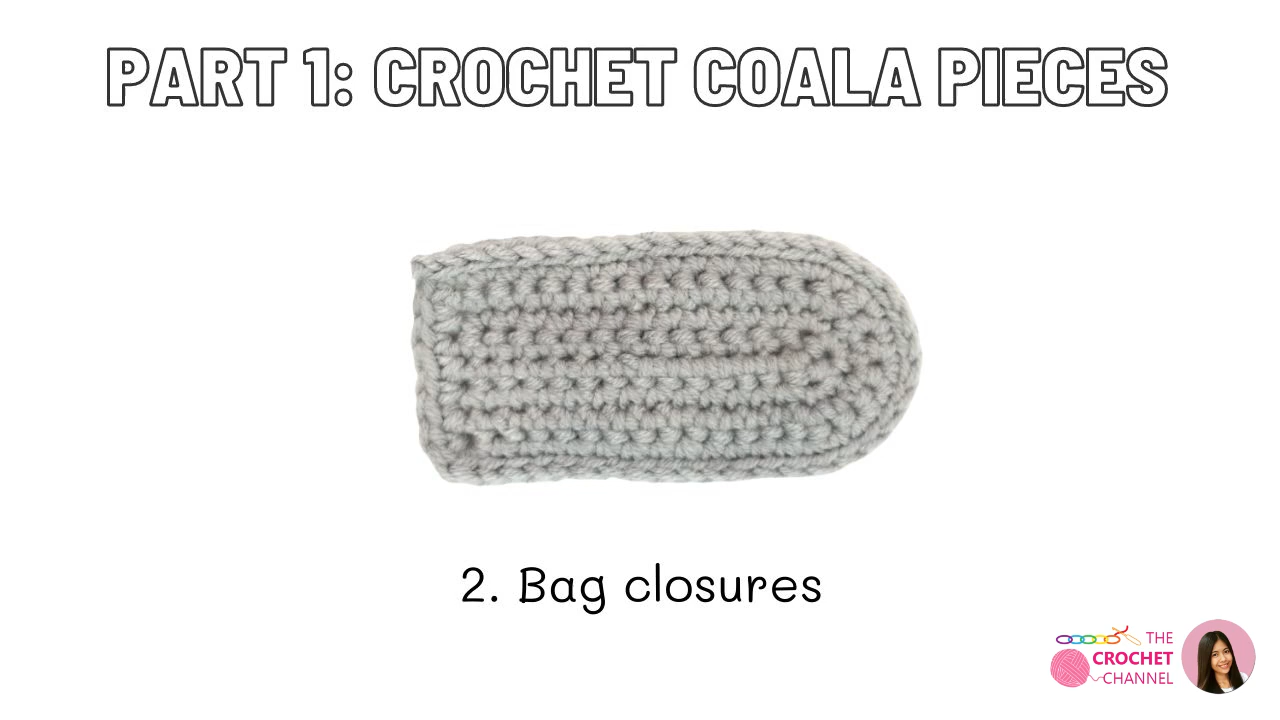 PART 1: CROCHET COALA PIECES
2. Bag closures
THE
CROCHET
CHANNEL